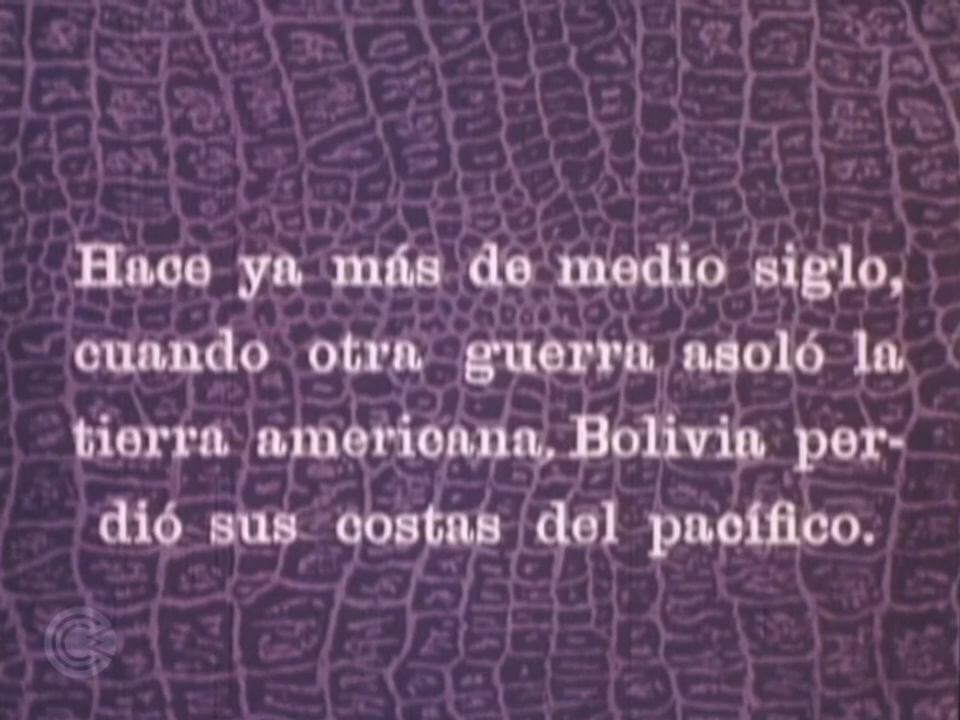 Hace ya más de medio siglo,
cuando otra guerra asoló la
tierra americana, Bolivia per-
dió sus costas del pacífico.